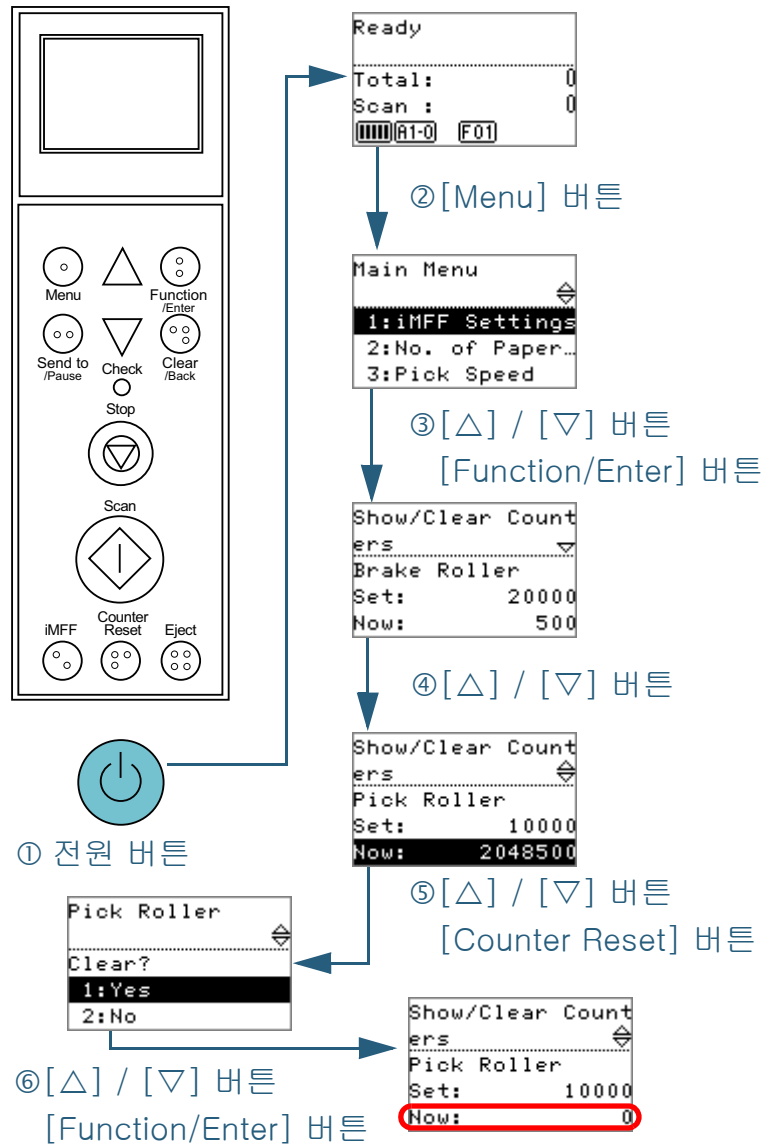 Menu
Function
/Enter
Send to
/Pause
Check
Clear
/Back
Stop
Scan
iMFF
Counter
Reset
Eject
① 전원 버튼
Ready
Total: 0
Scan : 0
A1-0 F01
②[Menu] 버튼
Main Menu
1:iMFF Settings
2:No. of Paper…
3:Pick Speed
③[△] / [▽] 버튼
[Function/Enter] 버튼
Show/Clear Count
ers
Brake Roller
Set: 20000
Now: 500
④[△] / [▽] 버튼
Show/Clear Count
ers
Pick Roller
Set: 10000
Now: 2048500
⑤[△] / [▽] 버튼
[Counter Reset] 버튼
Pick Roller
Clear?
1:Yes
2:No
⑥[△] / [▽] 버튼
[Function/Enter] 버튼
Show/Clear Count
ers
Pick Roller
Set: 10000
Now: 0